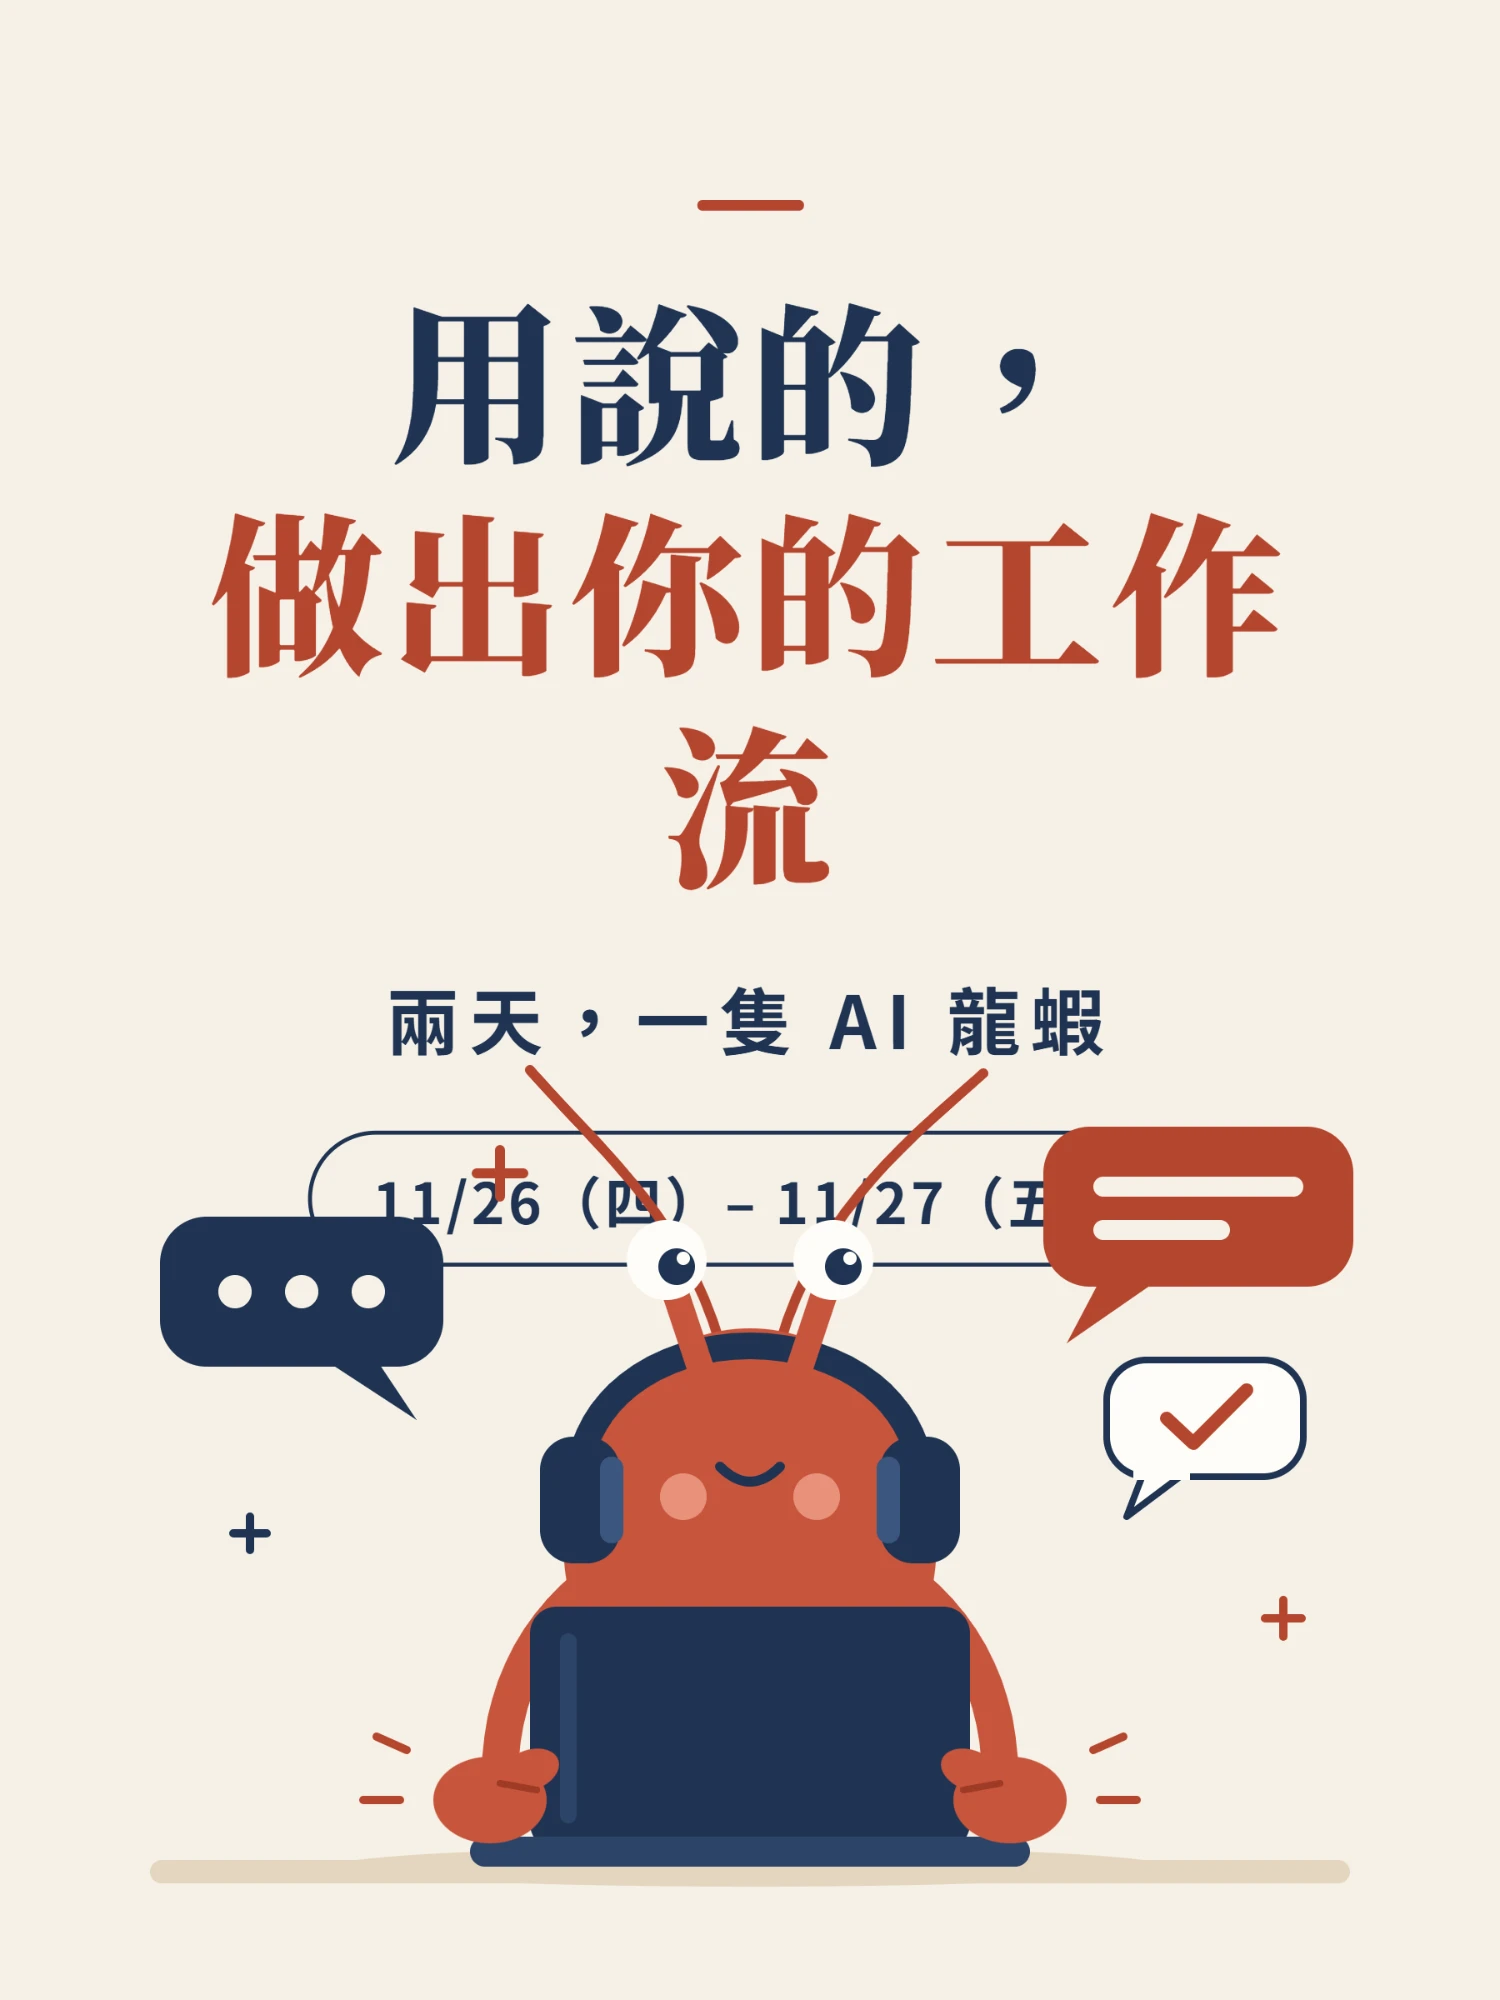 用說的，
做出你的工作
流
兩天，一隻 AI 龍蝦
11/26（四）– 11/27（五